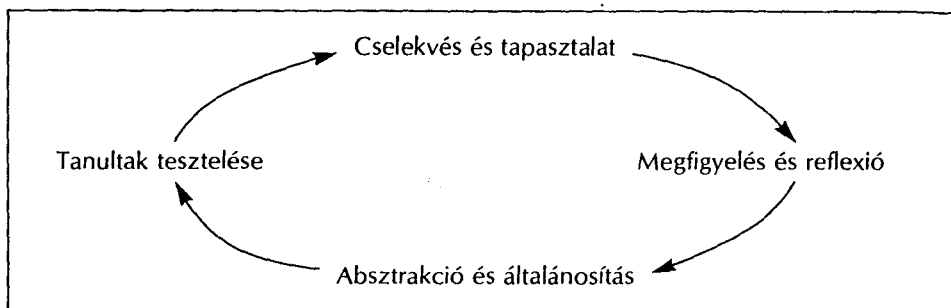 Cselekvés és tapasztalat
Tanultak tesztelése
Megfigyelés és reflexió
Absztrakció és általánosítás